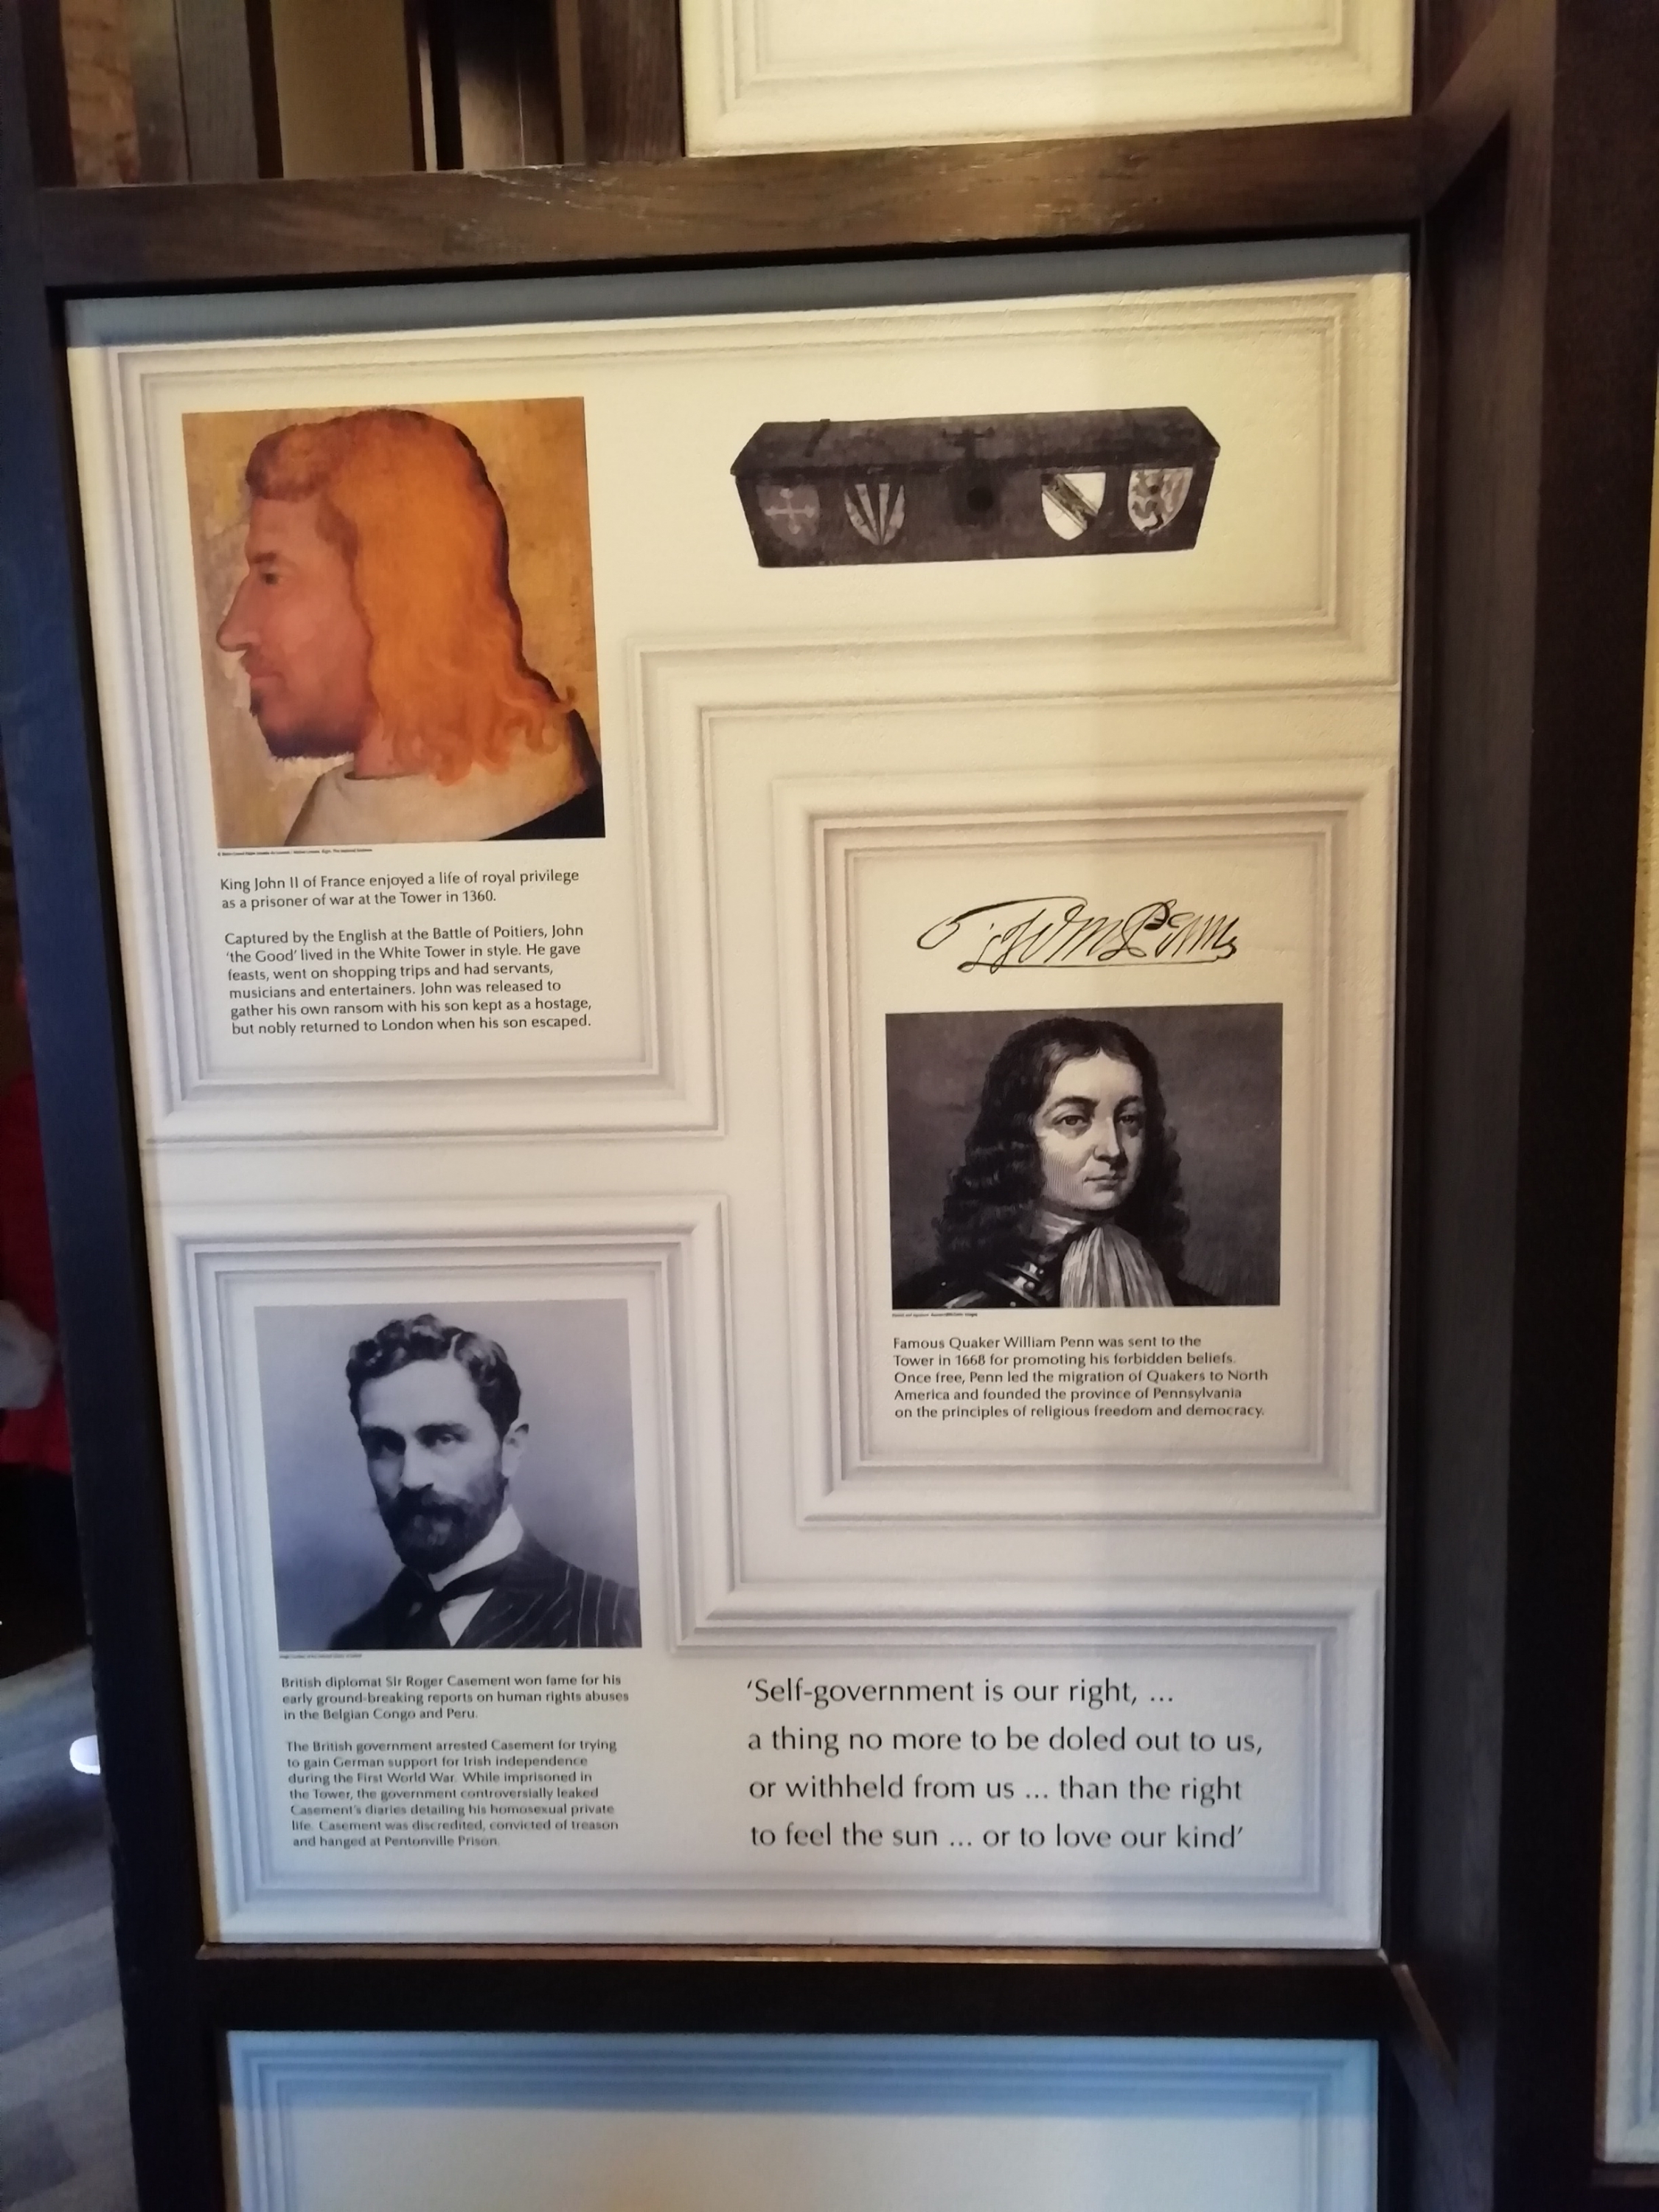 King John II of France enjoyed a life of royal privilege
as a prisoner of war at the Tower in 1360.
Captured by the English at the Battle of Poitiers, John
'the Good' lived in the White Tower in style. He gave
feasts, went on shopping trips and had servants,
musicians and entertainers. John was released to
gather his own ransom with his son kept as a hostage,
but nobly returned to London when his son escaped.
Wm Penn
Famous Quaker William Penn was sent to the
Tower in 1668 for promoting his forbidden beliefs.
Once free, Penn led the migration of Quakers to North
America and founded the province of Pennsylvania
on the principles of religious freedom and democracy.
British diplomat Sir Roger Casement won fame for his
early ground-breaking reports on human rights abuses
in the Belgian Congo and Peru.
The British government arrested Casement for trying
to gain German support for Irish independence
during the First World War. While imprisoned in
the Tower, the government controversially leaked
Casement's diaries detailing his homosexual private
life. Casement was discredited, convicted of treason
and hanged at Pentonville Prison.
'Self-government is our right, ...
a thing no more to be doled out to us,
or withheld from us ... than the right
to feel the sun ... or to love our kind'